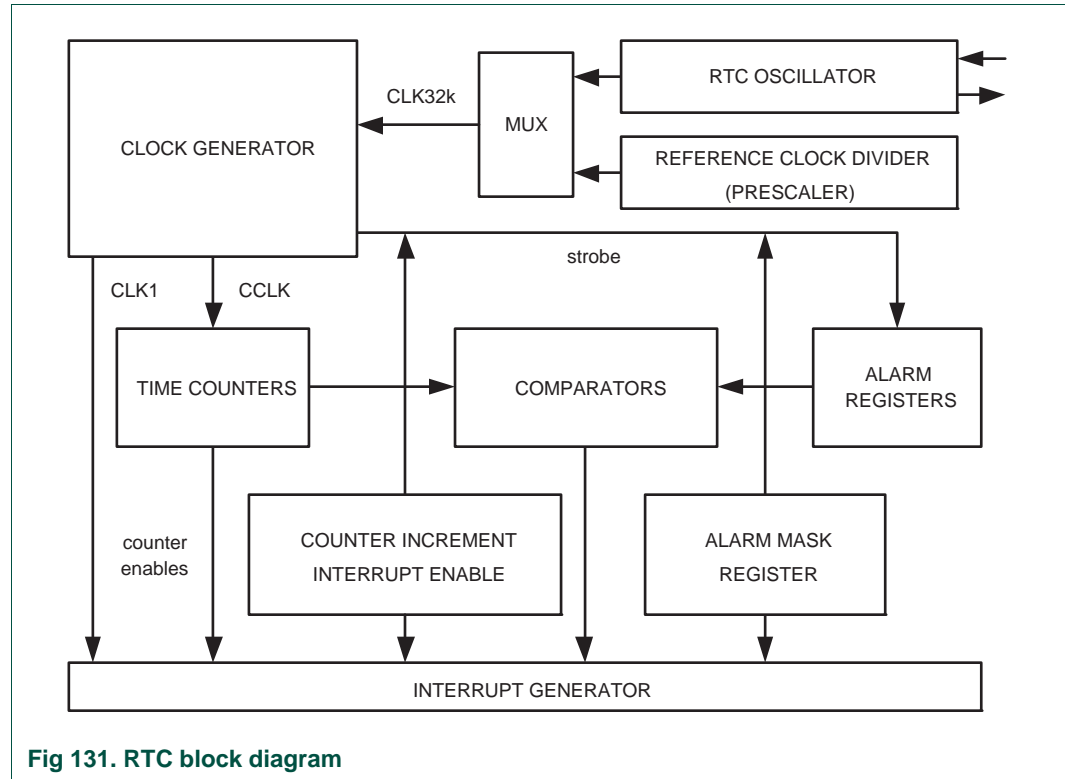 RTC OSCILLATOR
CLK32k
MUX
CLOCK GENERATOR
REFERENCE CLOCK DIVIDER
(PRESCALER)
strobe
CLK1
CCLK
TIME COUNTERS
COMPARATORS
ALARM
REGISTERS
counter
enables
COUNTER INCREMENT
INTERRUPT ENABLE
ALARM MASK
REGISTER
INTERRUPT GENERATOR
Fig 131. RTC block diagram